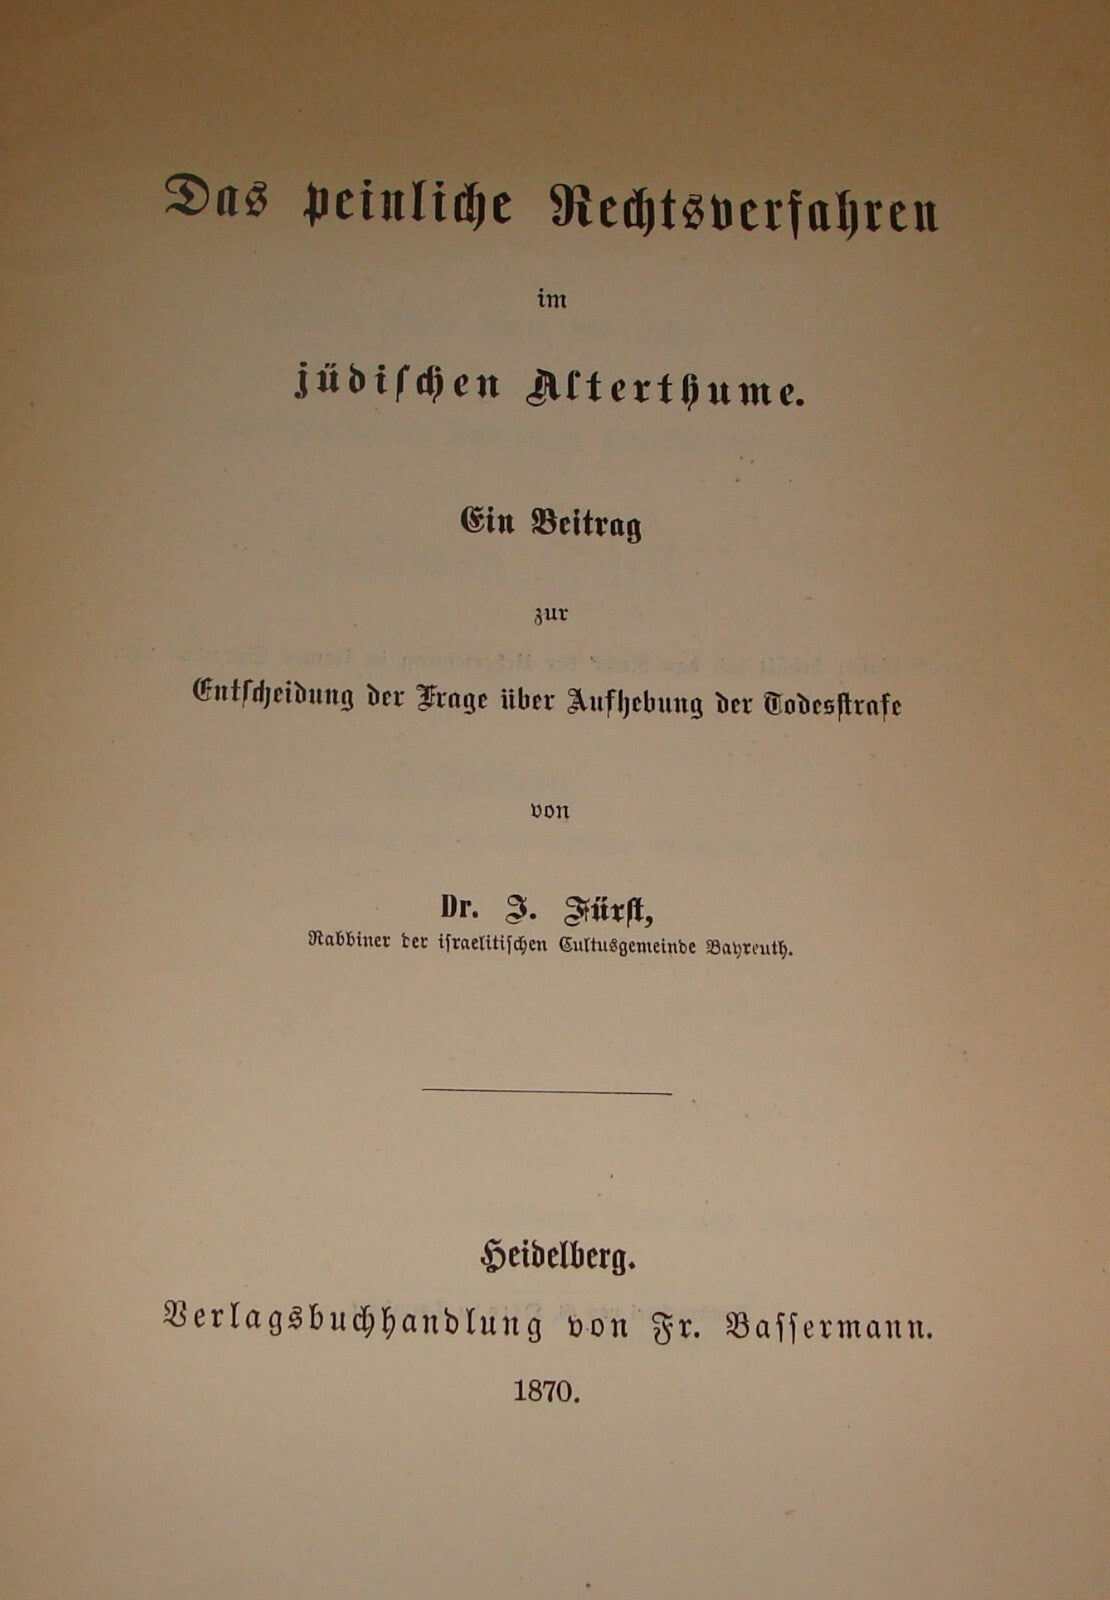 Das peinliche Rechtsverfahren
im
jüdischen Alterthume.
Ein Beitrag
zur
Entscheidung der Frage über Aufhebung der Todesstrafe
von
Dr. J. Fürst,
Rabbiner der israelitischen Cultusgemeinde Bayreuth.
Heidelberg.
Verlagsbuchhandlung von Fr. Bassermann.
1870.